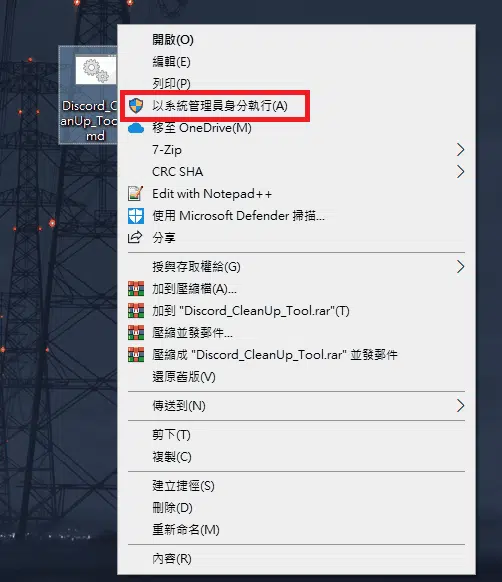 Discord_Cl
eanUp_Too
md
開啟(O)
編輯(E)
列印(P)
以系統管理員身分執行(A)
移至 OneDrive(M)
7-Zip
CRC SHA
Edit with Notepad++
使用 Microsoft Defender 掃描...
分享
授與存取權給(G)
加到壓縮檔(A)...
加到 "Discord_CleanUp_Tool.rar"(T)
壓縮並發郵件...
壓縮成 "Discord_CleanUp_Tool.rar" 並發郵件
還原舊版(V)
傳送到(N)
剪下(T)
複製(C)
建立捷徑(S)
刪除(D)
重新命名(M)
內容(R)